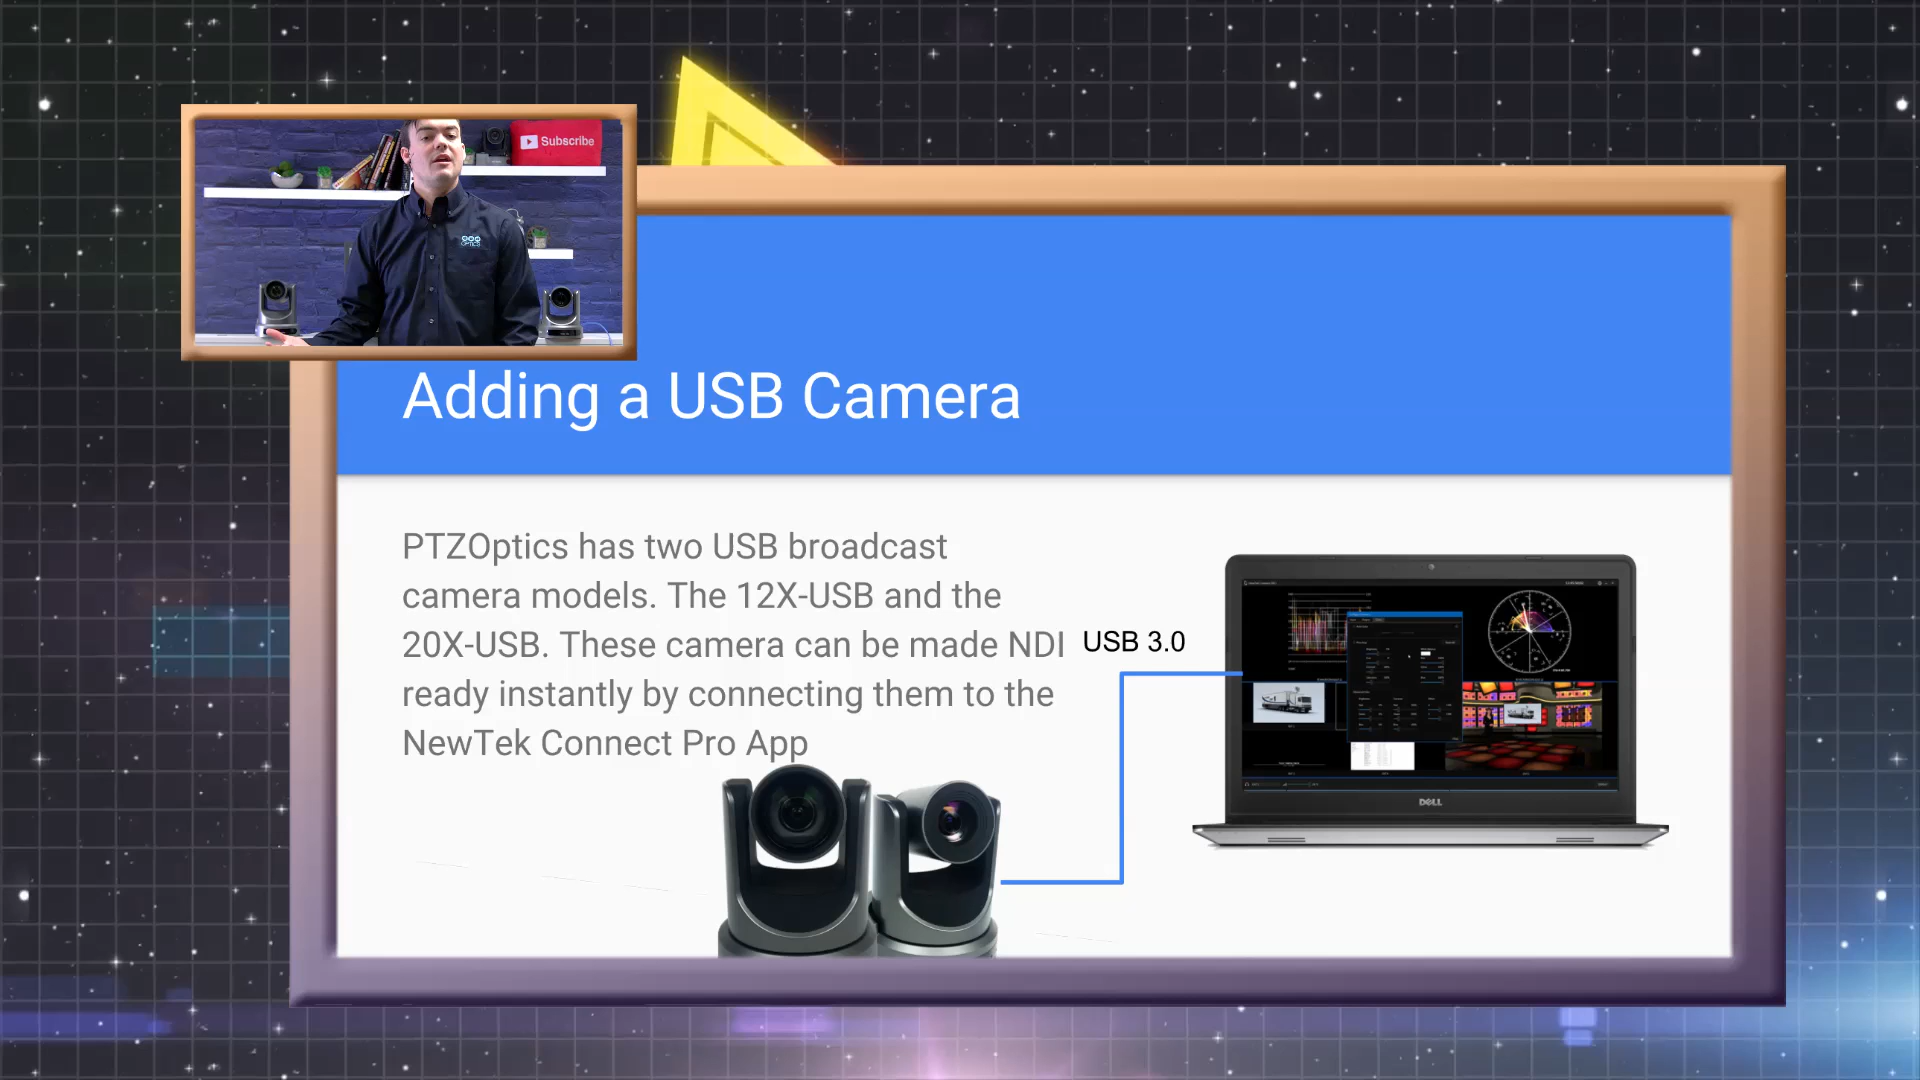 Subscribe
OPTICS
Adding a USB Camera
PTZOptics has two USB broadcast
camera models. The 12X-USB and the
20X-USB. These camera can be made NDI
ready instantly by connecting them to the
NewTek Connect Pro App
USB 3.0
DELL